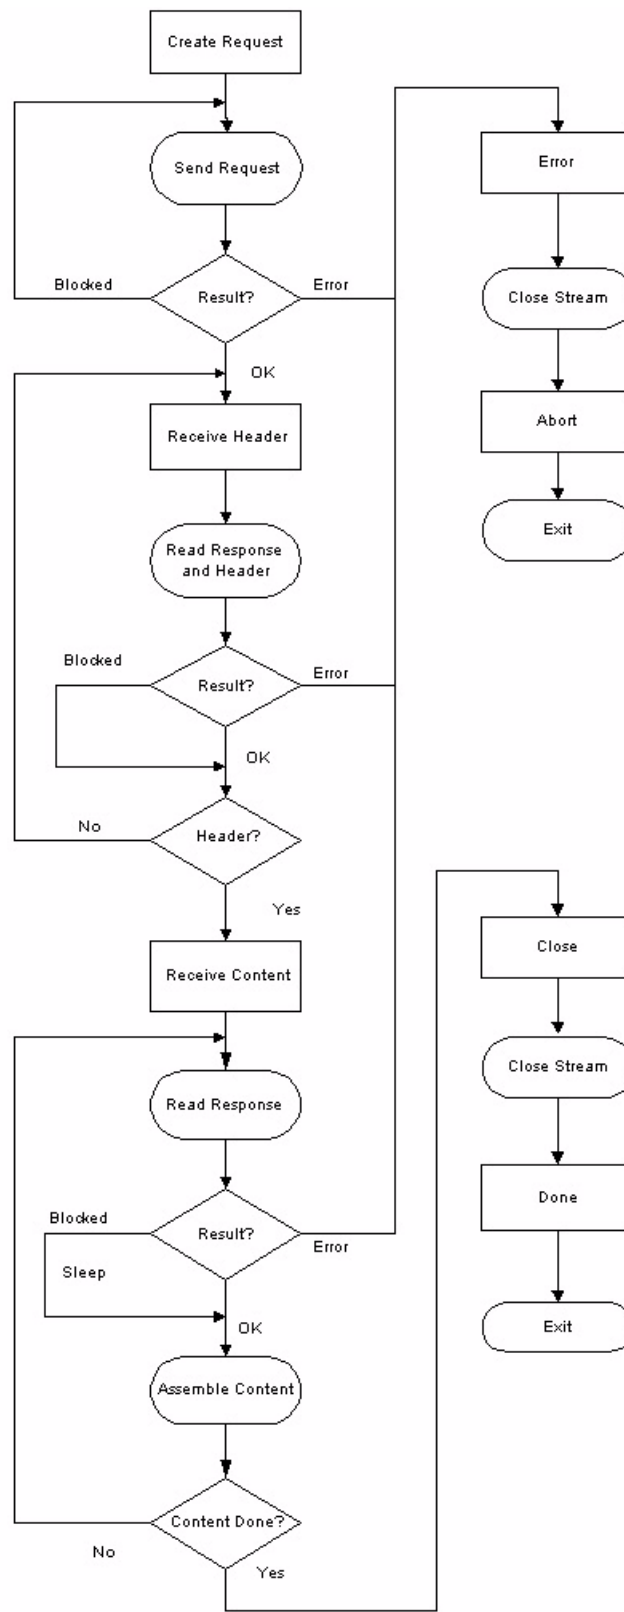 Create Request
Send Request
Blocked
Result?
Error
OK
Receive Header
Read Response
and Header
Blocked
Result?
Error
OK
No
Header?
Yes
Receive Content
Read Response
Blocked
Result?
Error
Sleep
OK
Assemble Content
Content Done?
No
Yes
Error
Close Stream
Abort
Exit
Close
Close Stream
Done
Exit